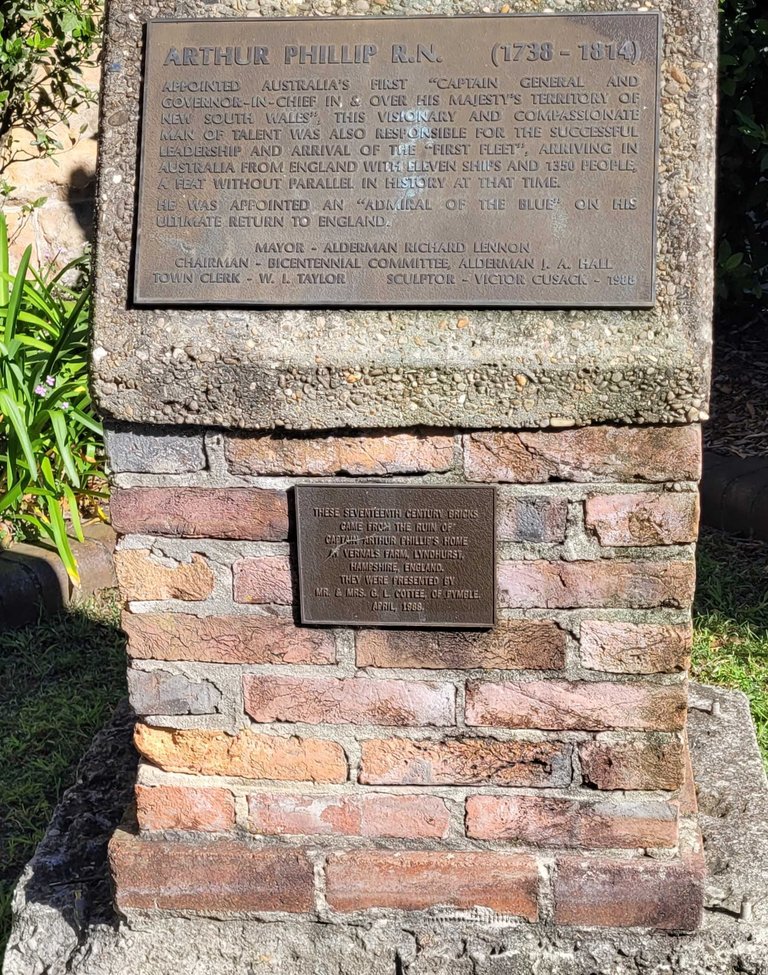 ARTHUR PHILLIP R.N. (1738 - 1814)
APPOINTED AUSTRALIA'S FIRST "CAPTAIN GENERAL AND
GOVERNOR-IN-CHIEF IN & OVER HIS MAJESTY'S TERRITORY OF
NEW SOUTH WALES", THIS VISIONARY AND COMPASSIONATE
MAN OF TALENT WAS ALSO RESPONSIBLE FOR THE SUCCESSFUL
LEADERSHIP AND ARRIVAL OF THE "FIRST FLEET", ARRIVING IN
AUSTRALIA FROM ENGLAND WITH ELEVEN SHIPS AND 1350 PEOPLE,
A FEAT WITHOUT PARALLEL IN HISTORY AT THAT TIME.
HE WAS APPOINTED AN "ADMIRAL OF THE BLUE" ON HIS
ULTIMATE RETURN TO ENGLAND.
MAYOR - ALDERMAN RICHARD LENNON
CHAIRMAN - BICENTENNIAL COMMITTEE, ALDERMAN J. A. HALL
TOWN CLERK - W. I. TAYLOR SCULPTOR - VICTOR CUSACK - 1988
THESE SEVENTEENTH CENTURY BRICKS
CAME FROM THE RUIN OF
CAPTAIN ARTHUR PHILLIP'S HOME
AT VERNALS FARM, LYNDHURST,
HAMPSHIRE, ENGLAND.
THEY WERE PRESENTED BY
MR. & MRS. G. L. COTTEE, OF PYMBLE.
APRIL, 1988.